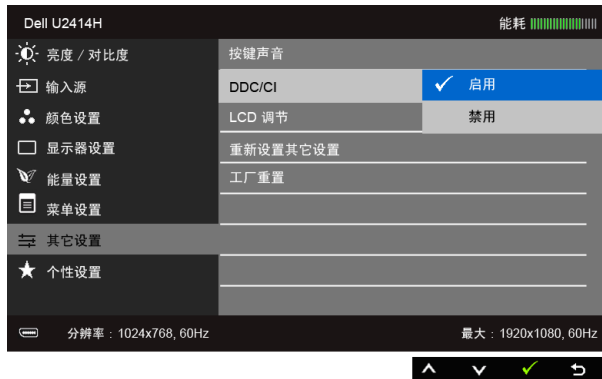 Dell U2414H
能耗
亮度 / 对比度
按键声音
输入源
DDC/CI
启用
颜色设置
LCD 调节
禁用
显示器设置
重新设置其它设置
能量设置
工厂重置
菜单设置
其它设置
个性设置
分辨率 : 1024x768, 60Hz
最大 : 1920x1080, 60Hz